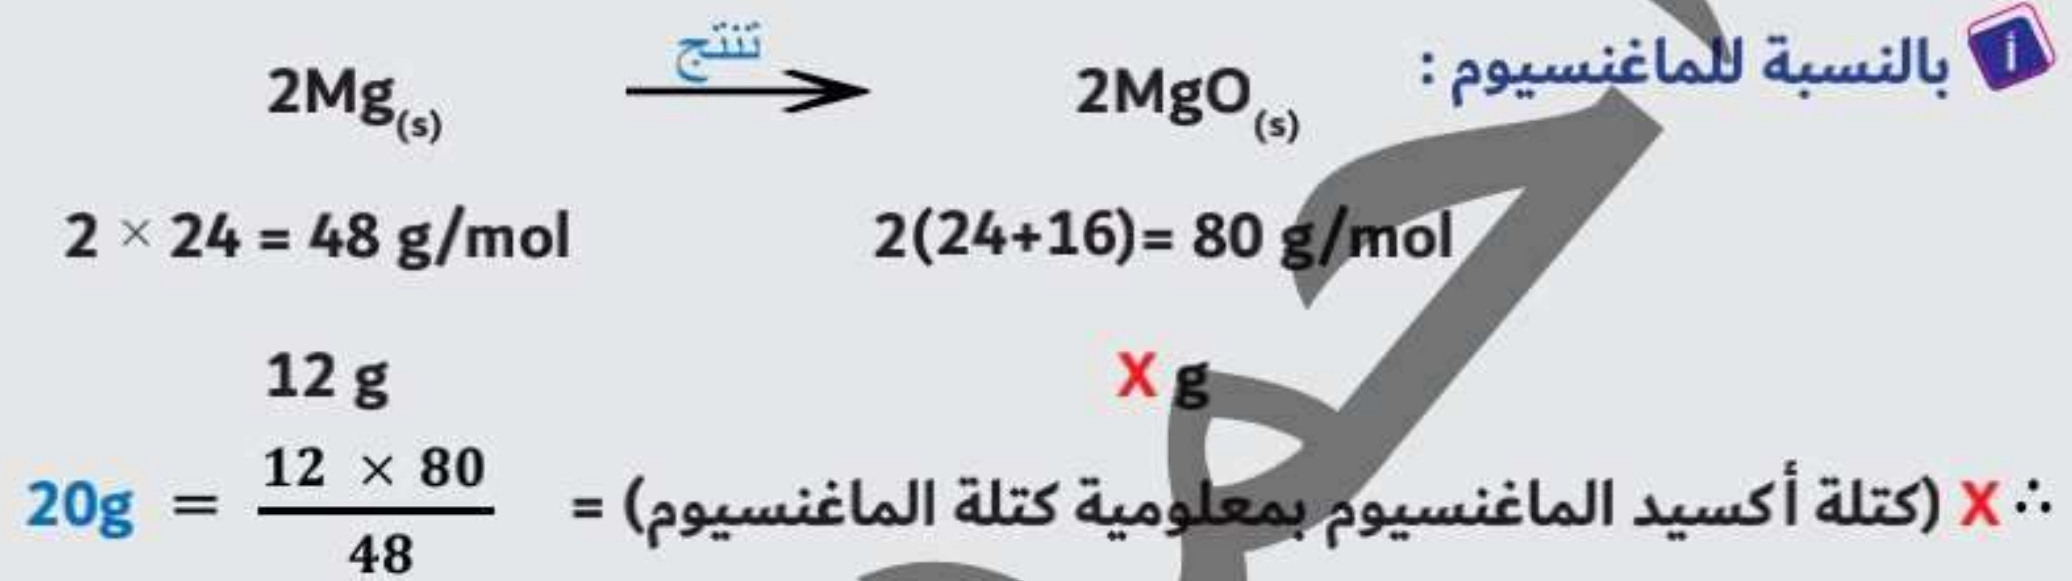 أ بالنسبة للماغنسيوم :
2Mg(s) تنتج 2MgO(s)
2 × 24 = 48 g/mol 2(24+16)= 80 g/mol
12 g X g
∴ X (كتلة أكسيد الماغنسيوم بمعلومية كتلة الماغنسيوم) = 12 × 80 / 48 = 20g